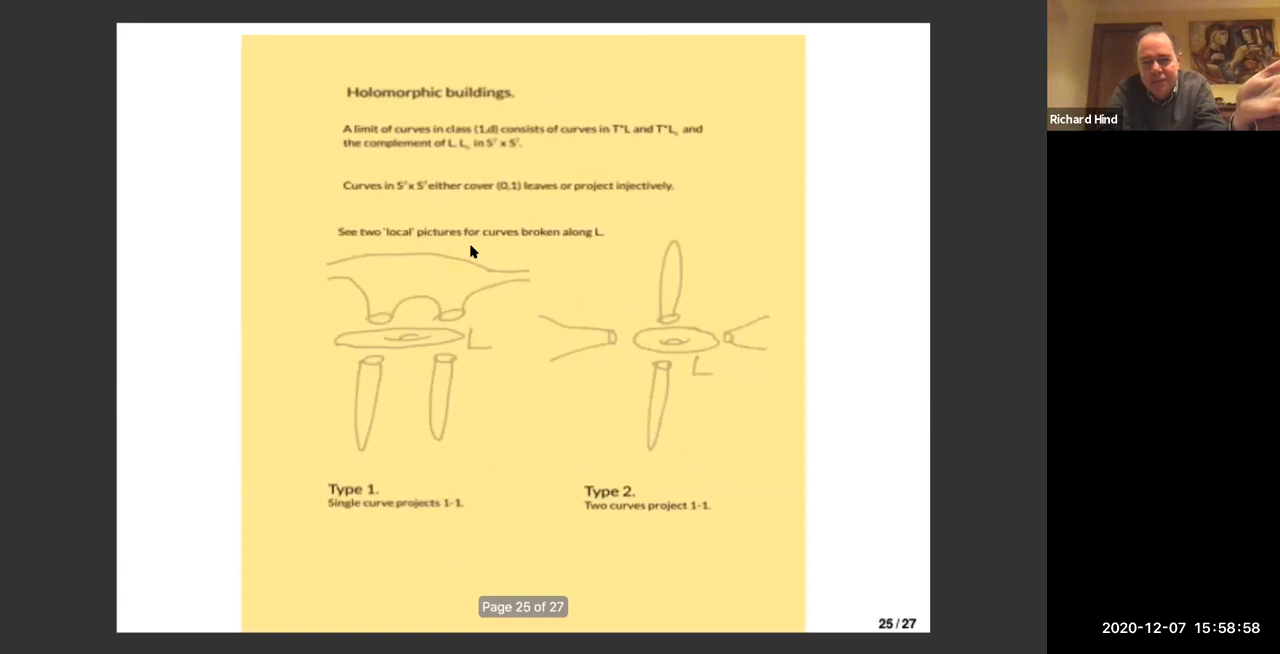 Holomorphic buildings.
A limit of curves in class (1,d) consists of curves in T*L and T*L, and
the complement of L, L, in S² x S².
Curves in S² x S² either cover (0,1) leaves or project injectively.
See two 'local' pictures for curves broken along L.
L
L
Type 1.
Single curve projects 1-1.
Type 2.
Two curves project 1-1.
Page 25 of 27
25 / 27
Richard Hind
2020-12-07 15:58:58